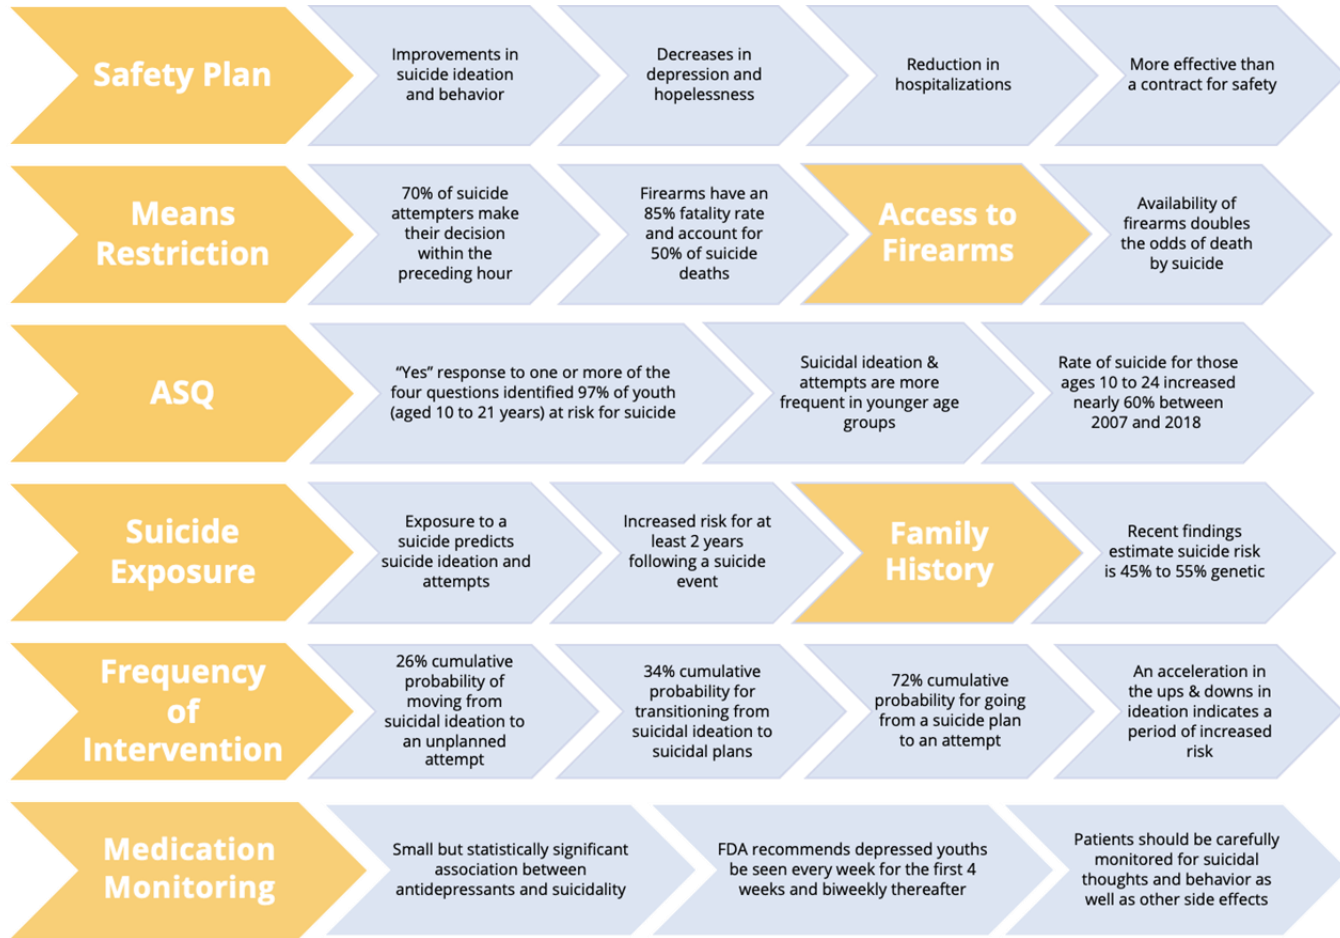 Safety Plan
Improvements in
suicide ideation
and behavior
Decreases in
depression and
hopelessness
Reduction in
hospitalizations
More effective than
a contract for safety
Means
Restriction
70% of suicide
attempters make
their decision
within the
preceding hour
Firearms have an
85% fatality rate
and account for
50% of suicide
deaths
Access to
Firearms
Availability of
firearms doubles
the odds of death
by suicide
ASQ
“Yes” response to one or more of the
four questions identified 97% of youth
(aged 10 to 21 years) at risk for suicide
Suicidal ideation &
attempts are more
frequent in younger age
groups
Rate of suicide for those
ages 10 to 24 increased
nearly 60% between
2007 and 2018
Suicide
Exposure
Exposure to a
suicide predicts
suicide ideation and
attempts
Increased risk for at
least 2 years
following a suicide
event
Family
History
Recent findings
estimate suicide risk
is 45% to 55% genetic
Frequency
of
Intervention
26% cumulative
probability of
moving from
suicidal ideation to
an unplanned
attempt
34% cumulative
probability for
transitioning from
suicidal ideation to
suicidal plans
72% cumulative
probability for going
from a suicide plan
to an attempt
An acceleration in
the ups & downs in
ideation indicates a
period of increased
risk
Medication
Monitoring
Small but statistically significant
association between
antidepressants and suicidality
FDA recommends depressed youths
be seen every week for the first 4
weeks and biweekly thereafter
Patients should be carefully
monitored for suicidal
thoughts and behavior as
well as other side effects